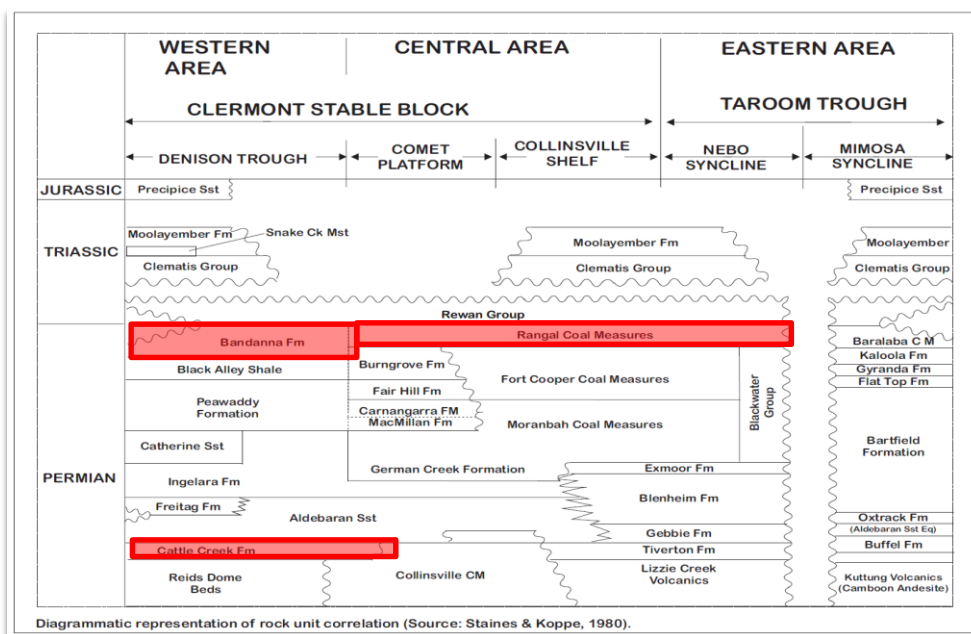 WESTERN AREA
CENTRAL AREA
EASTERN AREA
CLERMONT STABLE BLOCK
TAROOM TROUGH
DENISON TROUGH
COMET PLATFORM
COLLINSVILLE SHELF
NEBO SYNCLINE
MIMOSA SYNCLINE
JURASSIC
Precipice Sst
Precipice Sst
TRIASSIC
Moolayember Fm
Snake Ck Mst
Clematis Group
Moolayember Fm
Clematis Group
Moolayember
Clematis Group
Rewan Group
PERMIAN
Bandanna Fm
Rangal Coal Measures
Baralaba C M
Black Alley Shale
Burngrove Fm
Fort Cooper Coal Measures
Kaloola Fm
Gyranda Fm
Flat Top Fm
Peawaddy
Formation
Fair Hill Fm
Carnangarra FM
MacMillan Fm
Moranbah Coal Measures
Blackwater
Group
Bartfield
Formation
Catherine Sst
Ingelara Fm
German Creek Formation
Exmoor Fm
Blenheim Fm
Freitag Fm
Aldebaran Sst
Gebbie Fm
Oxtrack Fm
(Aldebaran Sst Eq)
Cattle Creek Fm
Tiverton Fm
Buffel Fm
Reids Dome
Beds
Collinsville CM
Lizzie Creek
Volcanics
Kuttung Volcanics
(Camboon Andesite)
Diagrammatic representation of rock unit correlation (Source: Staines & Koppe, 1980).